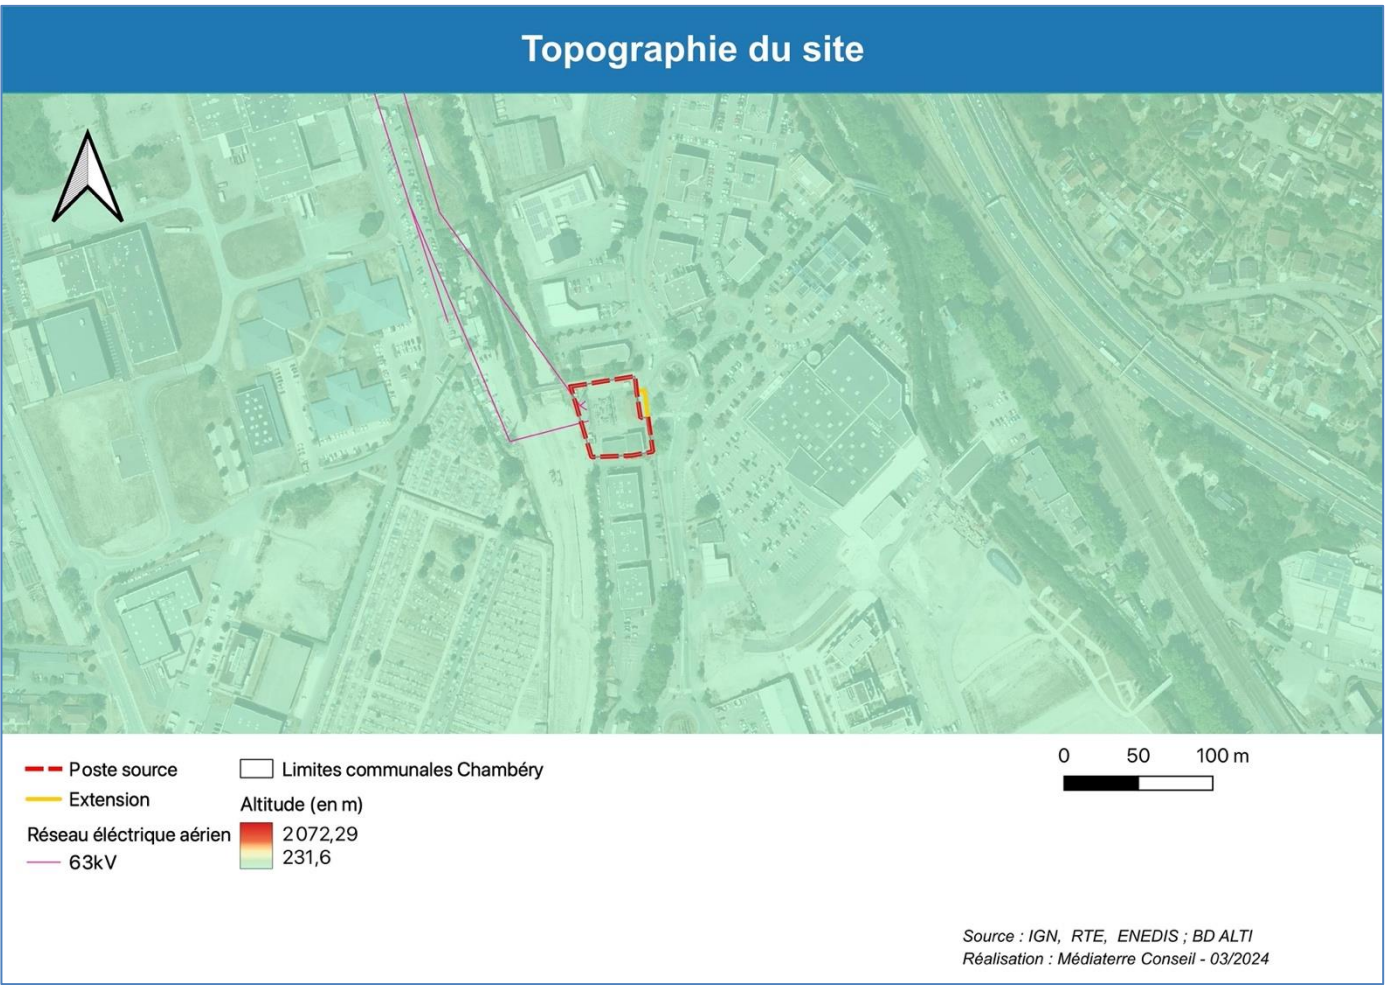 Topographie du site
Poste source
Extension
Réseau éléctrique aérien
63kV
Limites communales Chambéry
Altitude (en m)
2 072,29
231,6
0 50 100 m
Source : IGN, RTE, ENEDIS ; BD ALTI
Réalisation : Médiaterre Conseil - 03/2024